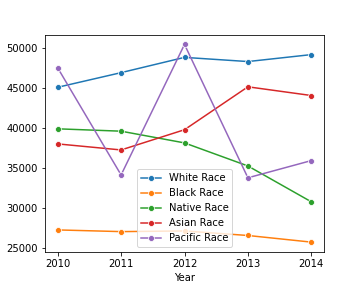 50000
45000
40000
35000
30000
25000
White Race
Black Race
Native Race
Asian Race
Pacific Race
2010 2011 2012 2013 2014
Year